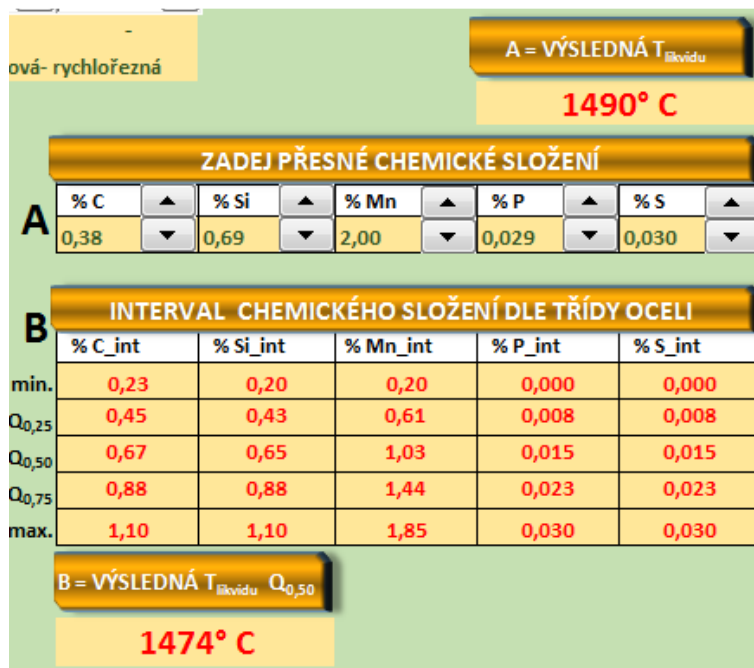 -
ová- rychlořezná
A = VÝSLEDNÁ Tlikvidu
1490° C
ZADEJ PŘESNÉ CHEMICKÉ SLOŽENÍ
A
% C % Si % Mn % P % S
0,38 0,69 2,00 0,029 0,030
B
INTERVAL CHEMICKÉHO SLOŽENÍ DLE TŘÍDY OCELI
% C_int % Si_int % Mn_int % P_int % S_int
min. 0,23 0,20 0,20 0,000 0,000
Q0,25 0,45 0,43 0,61 0,008 0,008
Q0,50 0,67 0,65 1,03 0,015 0,015
Q0,75 0,88 0,88 1,44 0,023 0,023
max. 1,10 1,10 1,85 0,030 0,030
B = VÝSLEDNÁ Tlikvidu Q0,50
1474° C